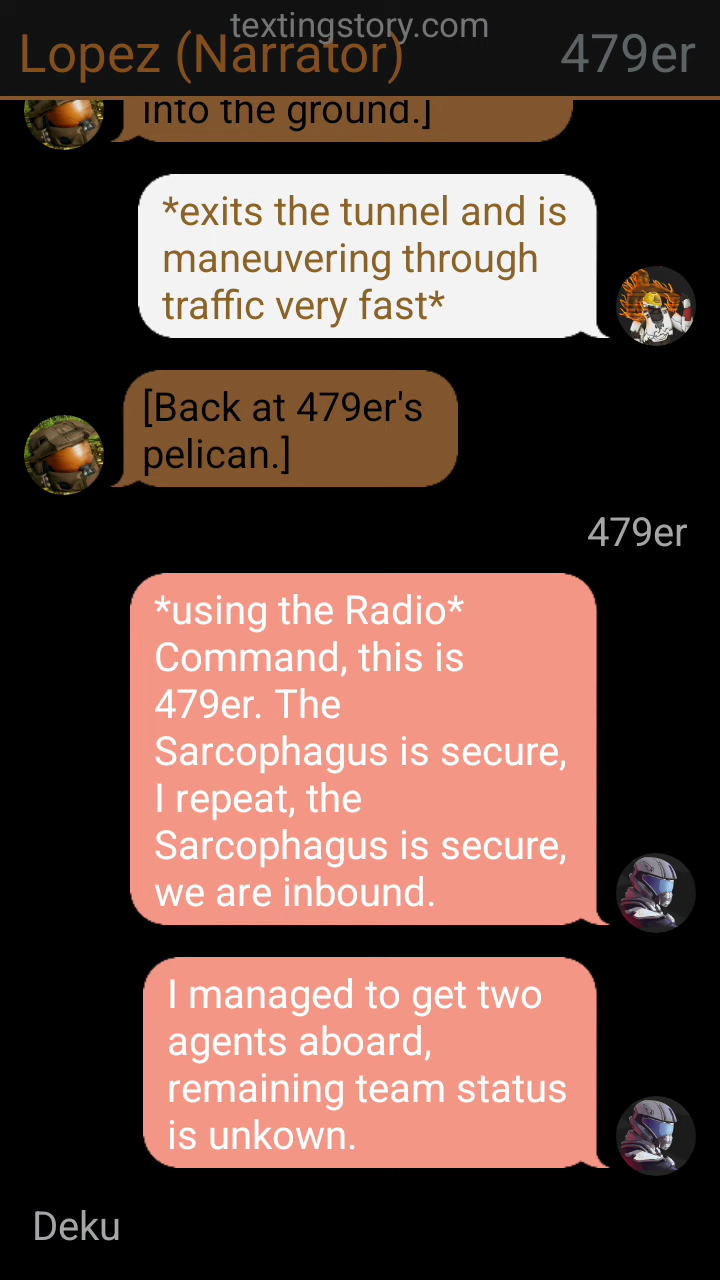 textingstory.com
Lopez (Narrator)
479er
into the ground.]
*exits the tunnel and is
maneuvering through
traffic very fast*
[Back at 479er's
pelican.]
479er
*using the Radio*
Command, this is
479er. The
Sarcophagus is secure,
I repeat, the
Sarcophagus is secure,
we are inbound.
I managed to get two
agents aboard,
remaining team status
is unkown.
Deku